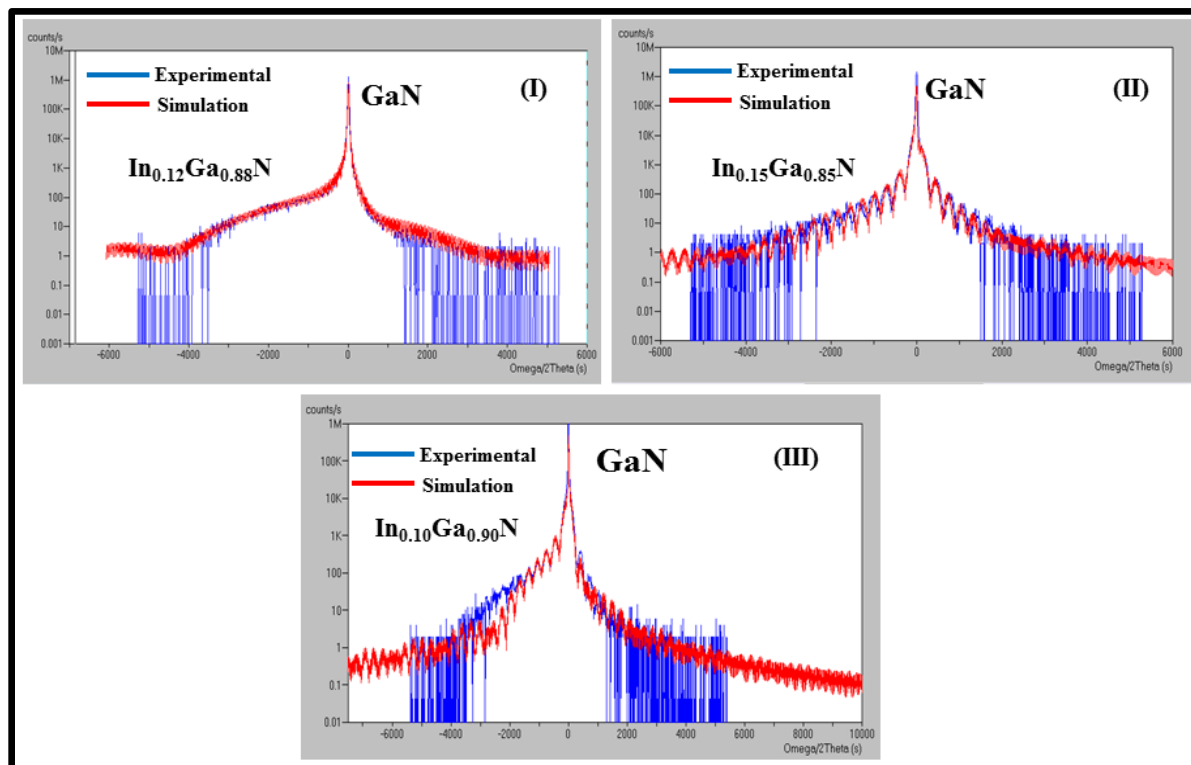 counts/s
10M
1M
100K
10K
1K
100
10
1
0.1
0.01
0.001
Experimental
Simulation
GaN
(I)
In0.12Ga0.88N
-6000 -4000 -2000 0 2000 4000 6000
Omega/2Theta (s)
counts/s
10M
1M
100K
10K
1K
100
10
1
0.1
0.01
0.001
Experimental
Simulation
GaN
(II)
In0.15Ga0.85N
-6000 -4000 -2000 0 2000 4000 6000
Omega/2Theta (s)
counts/s
1M
100K
10K
1K
100
10
1
0.1
0.01
Experimental
Simulation
GaN
(III)
In0.10Ga0.90N
-6000 -4000 -2000 0 2000 4000 6000 8000 10000
Omega/2Theta (s)